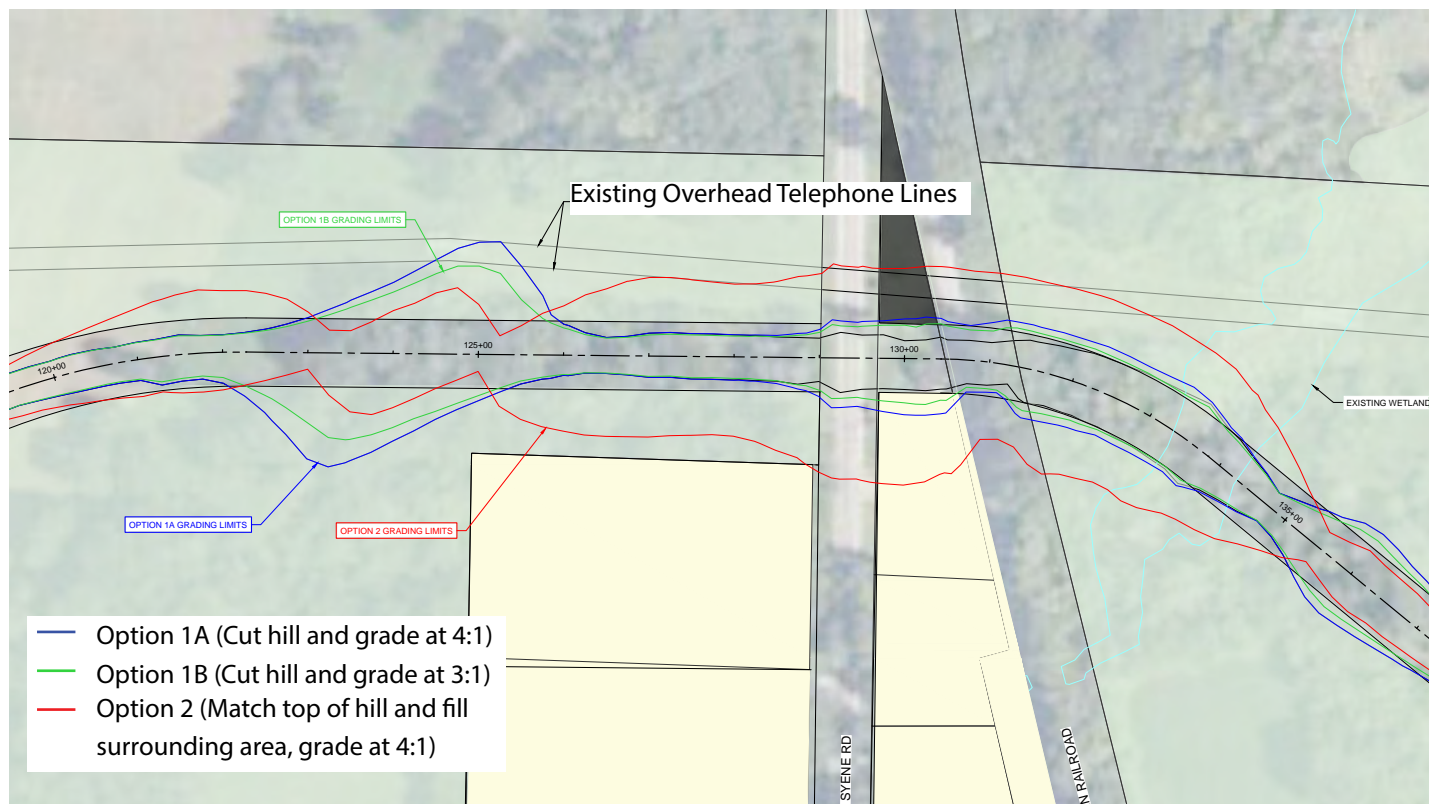 Existing Overhead Telephone Lines
OPTION 1B GRADING LIMITS
125+00
130+00
120+00
EXISTING WETLAND
135+00
OPTION 1A GRADING LIMITS
OPTION 2 GRADING LIMITS
Option 1A (Cut hill and grade at 4:1)
Option 1B (Cut hill and grade at 3:1)
Option 2 (Match top of hill and fill
surrounding area, grade at 4:1)
SYENE RD
N RAILROAD